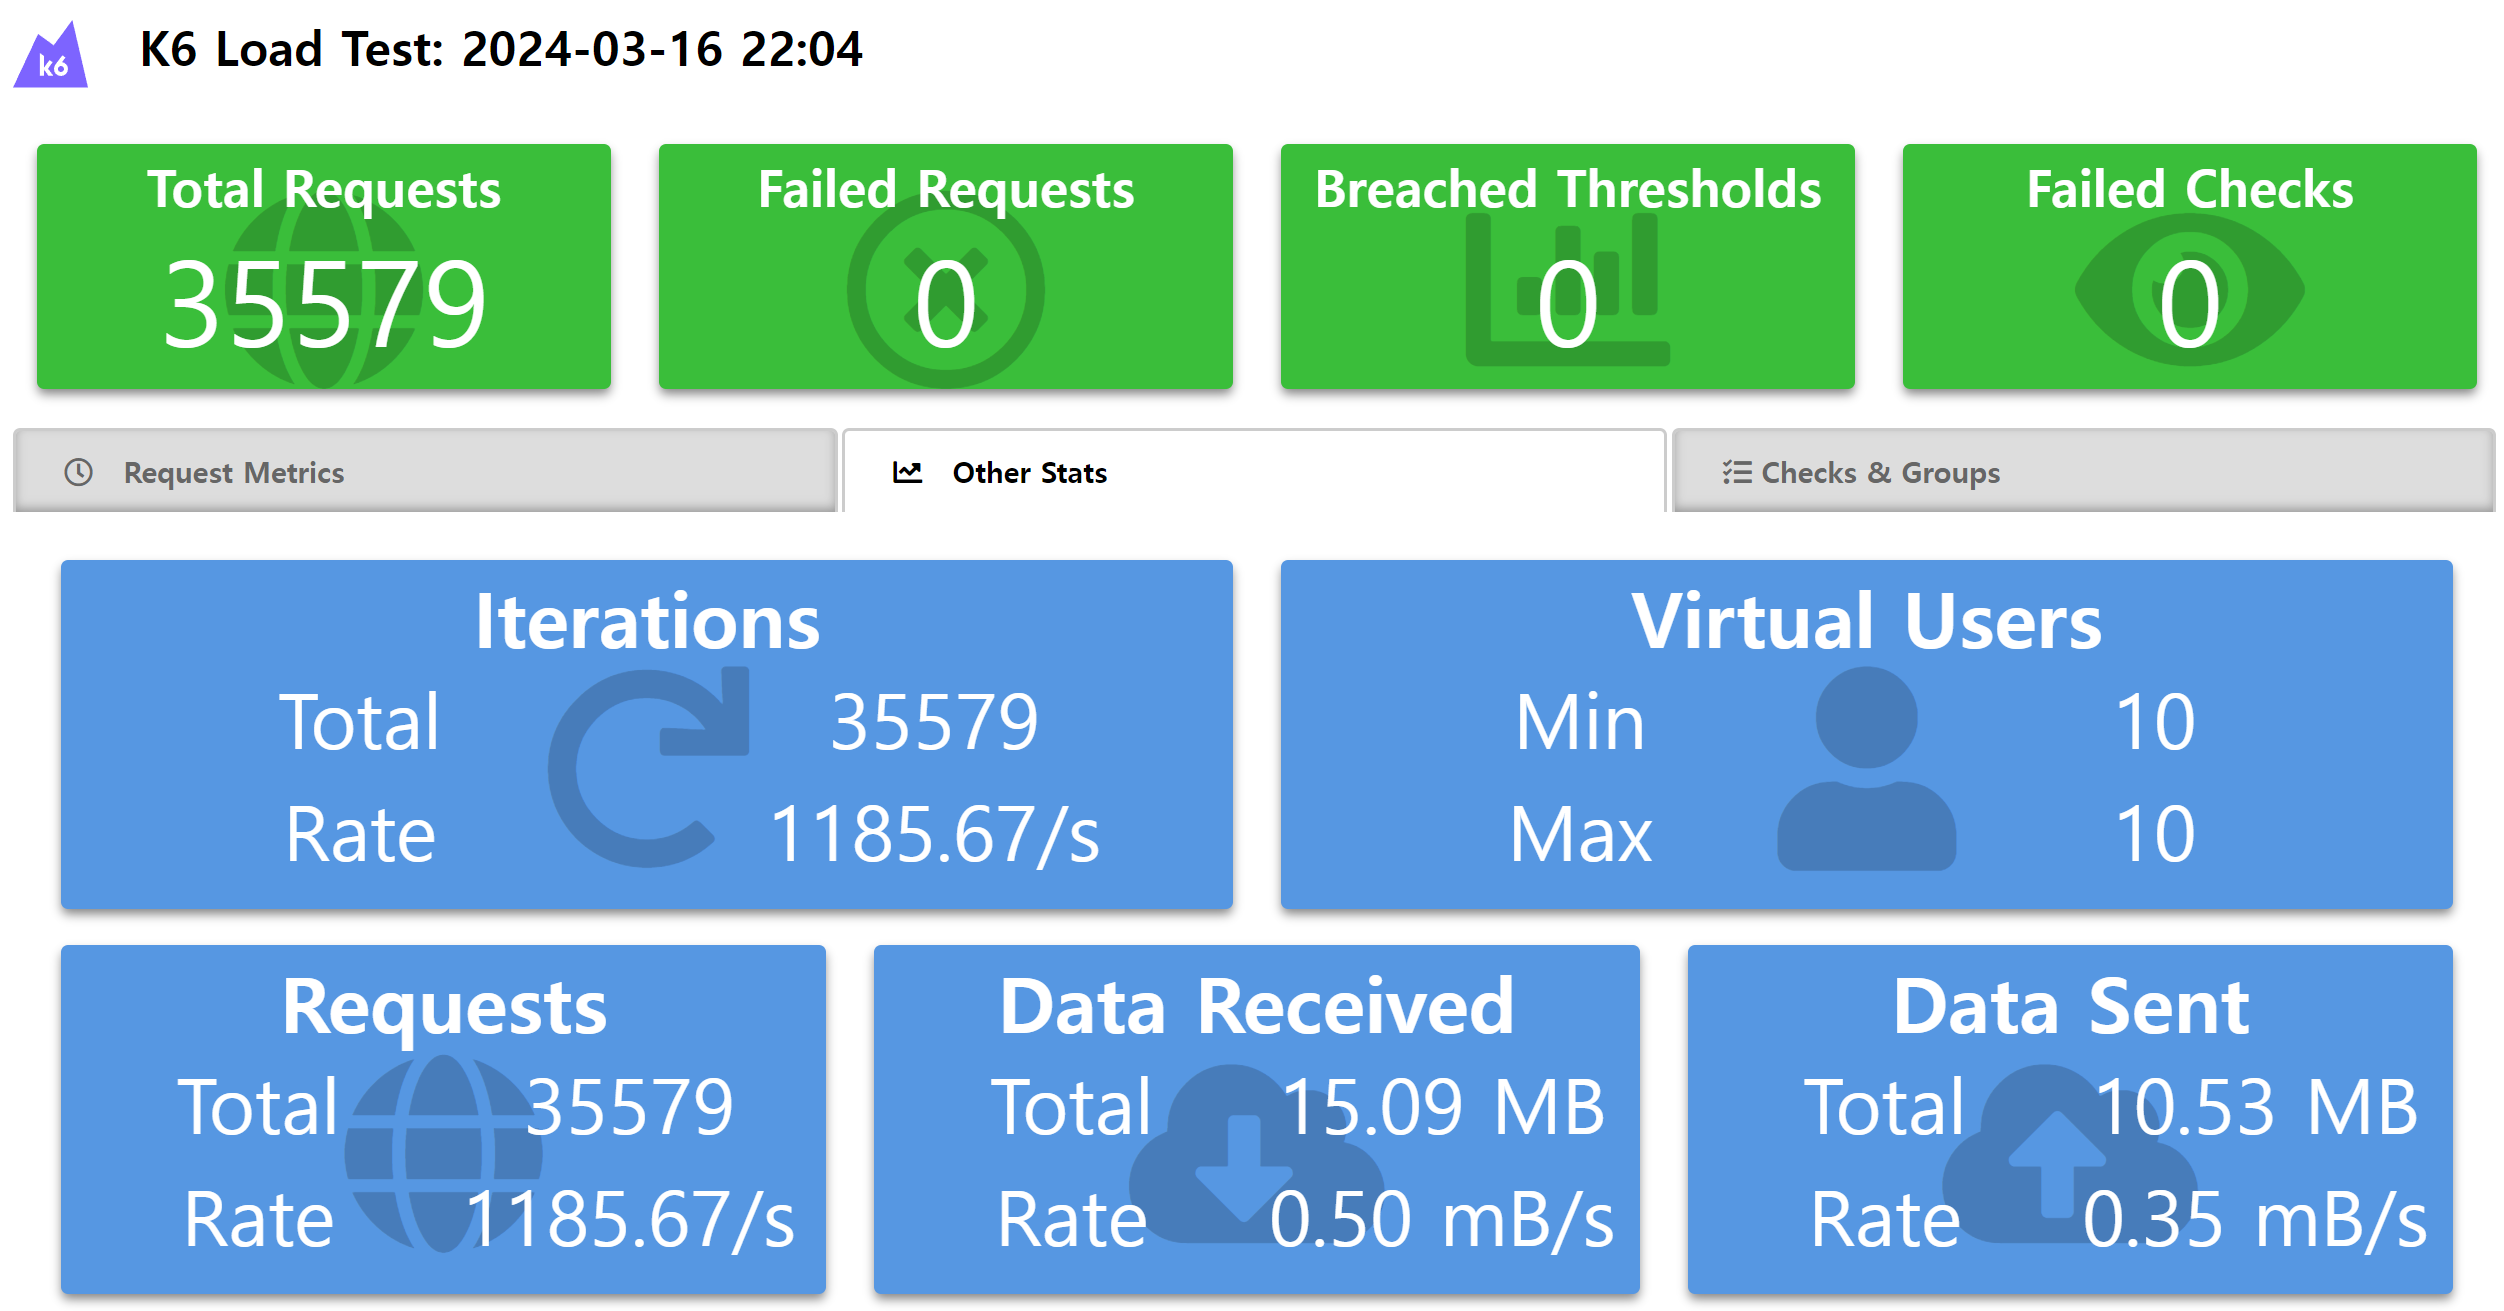 k6
K6 Load Test: 2024-03-16 22:04
Total Requests
35579
Failed Requests
0
Breached Thresholds
0
Failed Checks
0
Request Metrics
Other Stats
Checks & Groups
Iterations
Total 35579
Rate 1185.67/s
Virtual Users
Min 10
Max 10
Requests
Total 35579
Rate 1185.67/s
Data Received
Total 15.09 MB
Rate 0.50 mB/s
Data Sent
Total 10.53 MB
Rate 0.35 mB/s